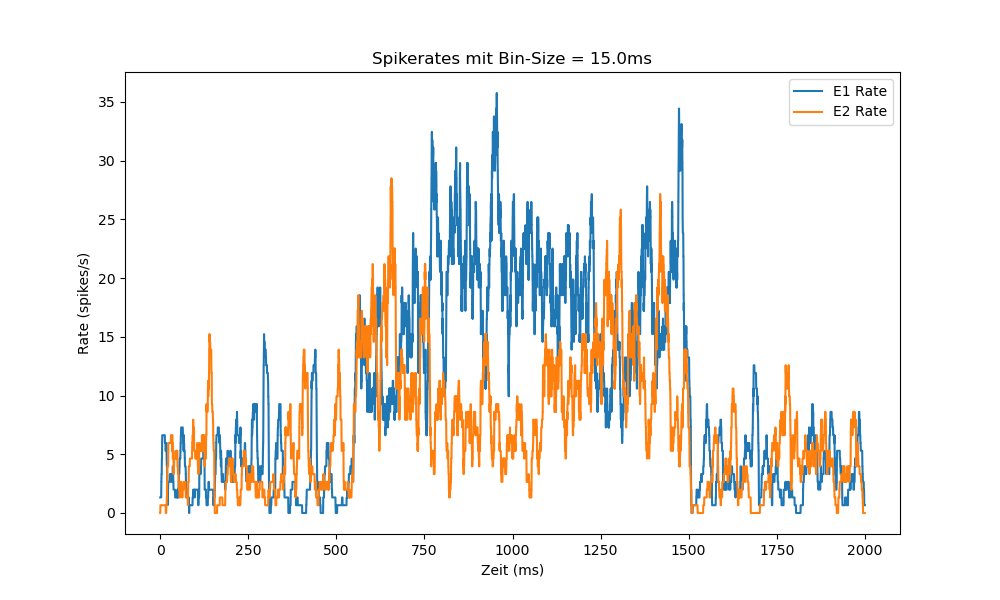 Spikerates mit Bin-Size = 15.0ms
E1 Rate
E2 Rate
35
30
25
20
15
10
5
0
Rate (spikes/s)
0 250 500 750 1000 1250 1500 1750 2000
Zeit (ms)